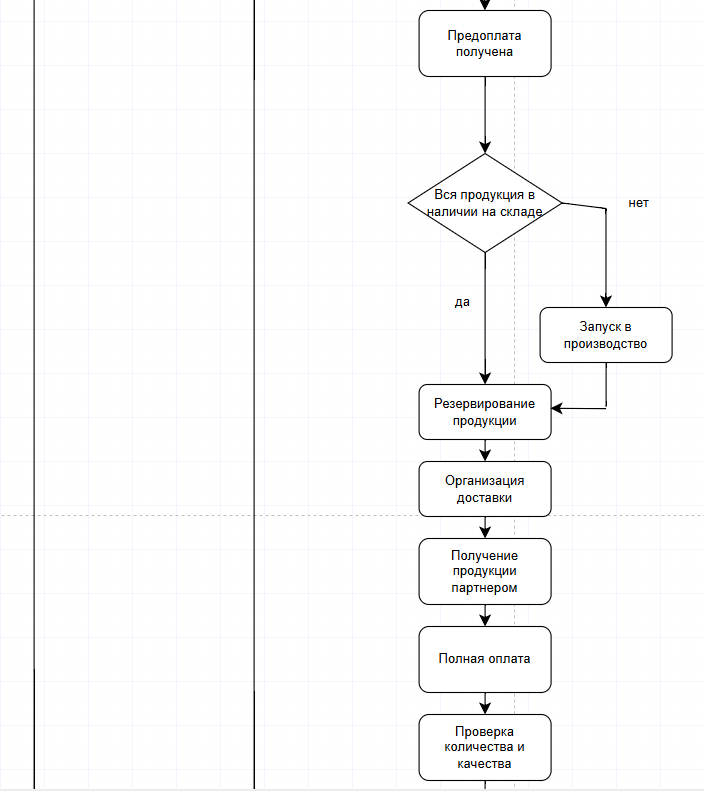 Предоплата
получена
Вся продукция в
наличии на складе
нет
да
Запуск в
производство
Резервирование
продукции
Организация
доставки
Получение
продукции
партнером
Полная оплата
Проверка
количества и
качества